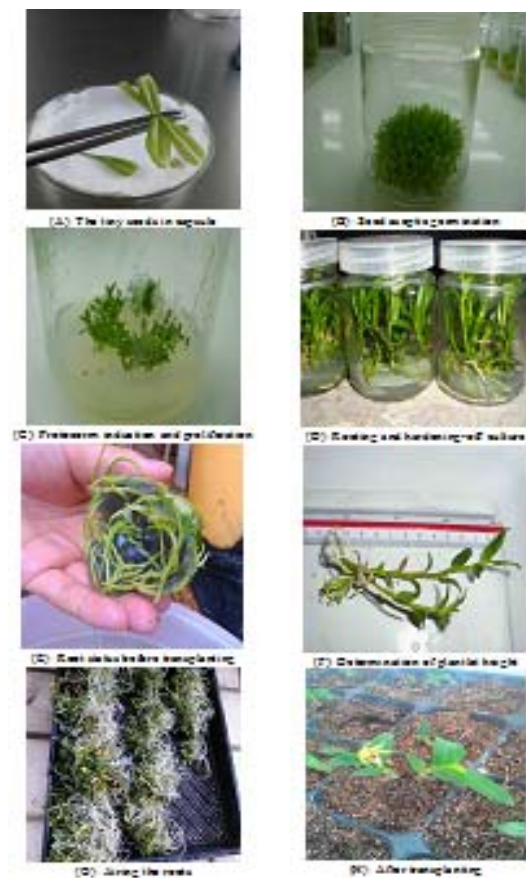 (A) The tiny seeds in capsule
(B) Seed aseptic germination
(C) Protocorm induction and proliferation
(D) Rooting and hardening-off culture
(E) Root status before transplanting
(F) Determination of plantlet height
(G) Airing the roots
(H) After transplanting